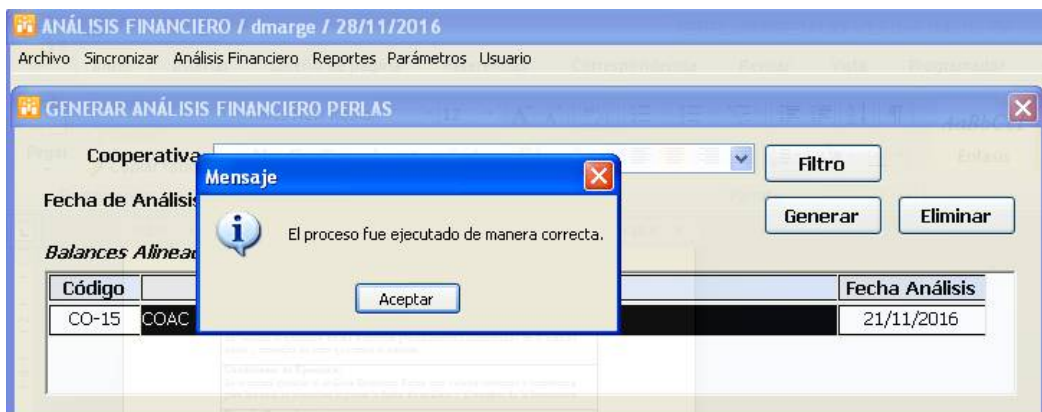 ANÁLISIS FINANCIERO / dmarge / 28/11/2016
Archivo Sincronizar Análisis Financiero Reportes Parámetros Usuario
GENERAR ANÁLISIS FINANCIERO PERLAS
Cooperativa
Filtro
Mensaje
Fecha de Análisis
El proceso fue ejecutado de manera correcta.
Generar Eliminar
Balances Alinea
Aceptar
Código Fecha Análisis
CO-15 COAC 21/11/2016